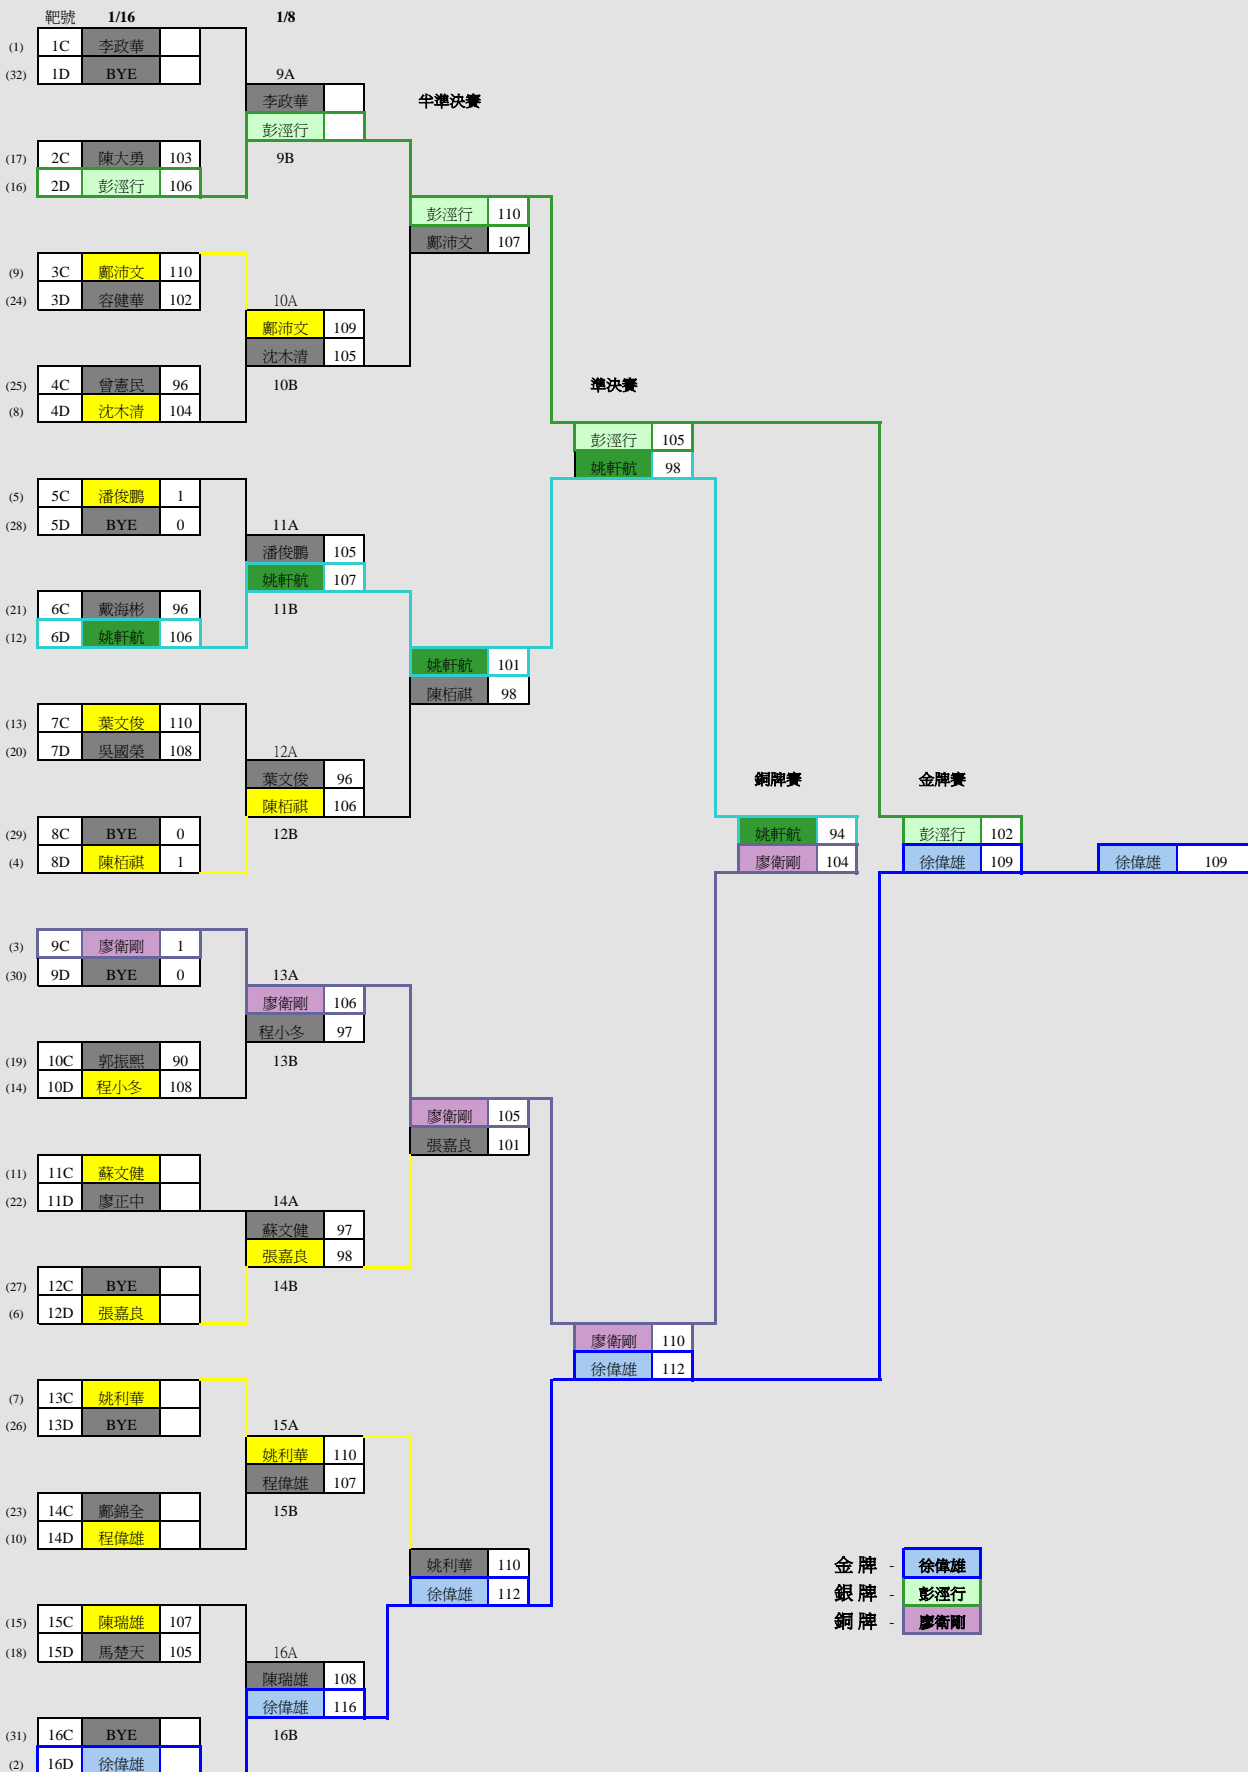 靶號 1/16 1/8
(1) 1C 李政華
(32) 1D BYE 9A
李政華 半準決賽
彭滘行
(17) 2C 陳大勇 103 9B
(16) 2D 彭滘行 106
彭滘行 110
鄺沛文 107
(9) 3C 鄺沛文 110
(24) 3D 容健華 102 10A
鄺沛文 109
沈木清 105
(25) 4C 曾憲民 96 10B 準決賽
(8) 4D 沈木清 104
彭滘行 105
姚軒航 98
(5) 5C 潘俊鵬 1
(28) 5D BYE 0 11A
潘俊鵬 105
姚軒航 107
(21) 6C 戴海彬 96 11B
(12) 6D 姚軒航 106
姚軒航 101
陳栢祺 98
(13) 7C 葉文俊 110
(20) 7D 吳國榮 108 12A
葉文俊 96 銅牌賽 金牌賽
陳栢祺 106
(29) 8C BYE 0 12B 姚軒航 94 彭滘行 102
(4) 8D 陳栢祺 1 廖衛剛 104 徐偉雄 109 徐偉雄 109
(3) 9C 廖衛剛 1
(30) 9D BYE 0 13A
廖衛剛 106
程小冬 97
(19) 10C 郭振熙 90 13B
(14) 10D 程小冬 108
廖衛剛 105
張嘉良 101
(11) 11C 蘇文健
(22) 11D 廖正中 14A
蘇文健 97
張嘉良 98
(27) 12C BYE 14B
(6) 12D 張嘉良
廖衛剛 110
徐偉雄 112
(7) 13C 姚利華
(26) 13D BYE 15A
姚利華 110
程偉雄 107
(23) 14C 鄺錦全 15B
(10) 14D 程偉雄
姚利華 110 金牌 - 徐偉雄
徐偉雄 112 銀牌 - 彭滘行
(15) 15C 陳瑞雄 107 銅牌 - 廖衛剛
(18) 15D 馬楚天 105 16A
陳瑞雄 108
徐偉雄 116
(31) 16C BYE 16B
(2) 16D 徐偉雄